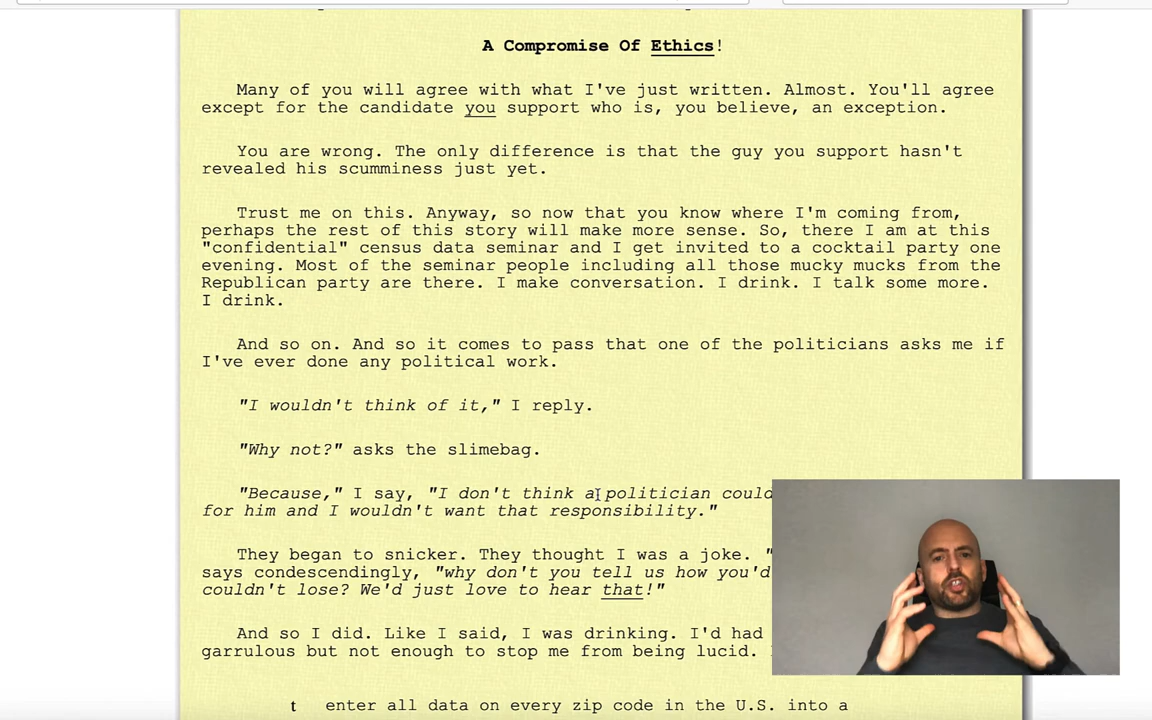 A Compromise Of Ethics!
Many of you will agree with what I've just written. Almost. You'll agree
except for the candidate you support who is, you believe, an exception.
You are wrong. The only difference is that the guy you support hasn't
revealed his scumminess just yet.
Trust me on this. Anyway, so now that you know where I'm coming from,
perhaps the rest of this story will make more sense. So, there I am at this
"confidential" census data seminar and I get invited to a cocktail party one
evening. Most of the seminar people including all those mucky mucks from the
Republican party are there. I make conversation. I drink. I talk some more.
I drink.
And so on. And so it comes to pass that one of the politicians asks me if
I've ever done any political work.
"I wouldn't think of it," I reply.
"Why not?" asks the slimebag.
"Because," I say, "I don't think a politician could
for him and I wouldn't want that responsibility."
They began to snicker. They thought I was a joke. "
says condescendingly, "why don't you tell us how you'd
couldn't lose? We'd just love to hear that!"
And so I did. Like I said, I was drinking. I'd had
garrulous but not enough to stop me from being lucid.
t enter all data on every zip code in the U.S. into a